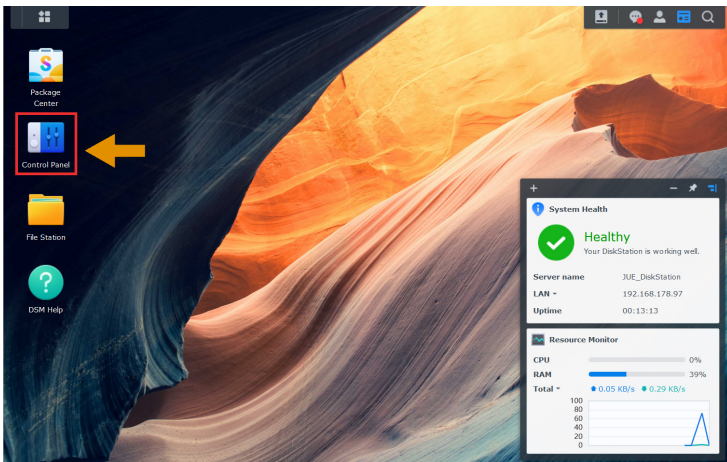 Package
Center
Control Panel
File Station
DSM Help
System Health
Healthy
Your DiskStation is working well.
Server name JUE_DiskStation
LAN 192.168.178.97
Uptime 00:13:13
Resource Monitor
CPU 0%
RAM 39%
Total 0.05 KB/s 0.29 KB/s
100
80
60
40
20
0